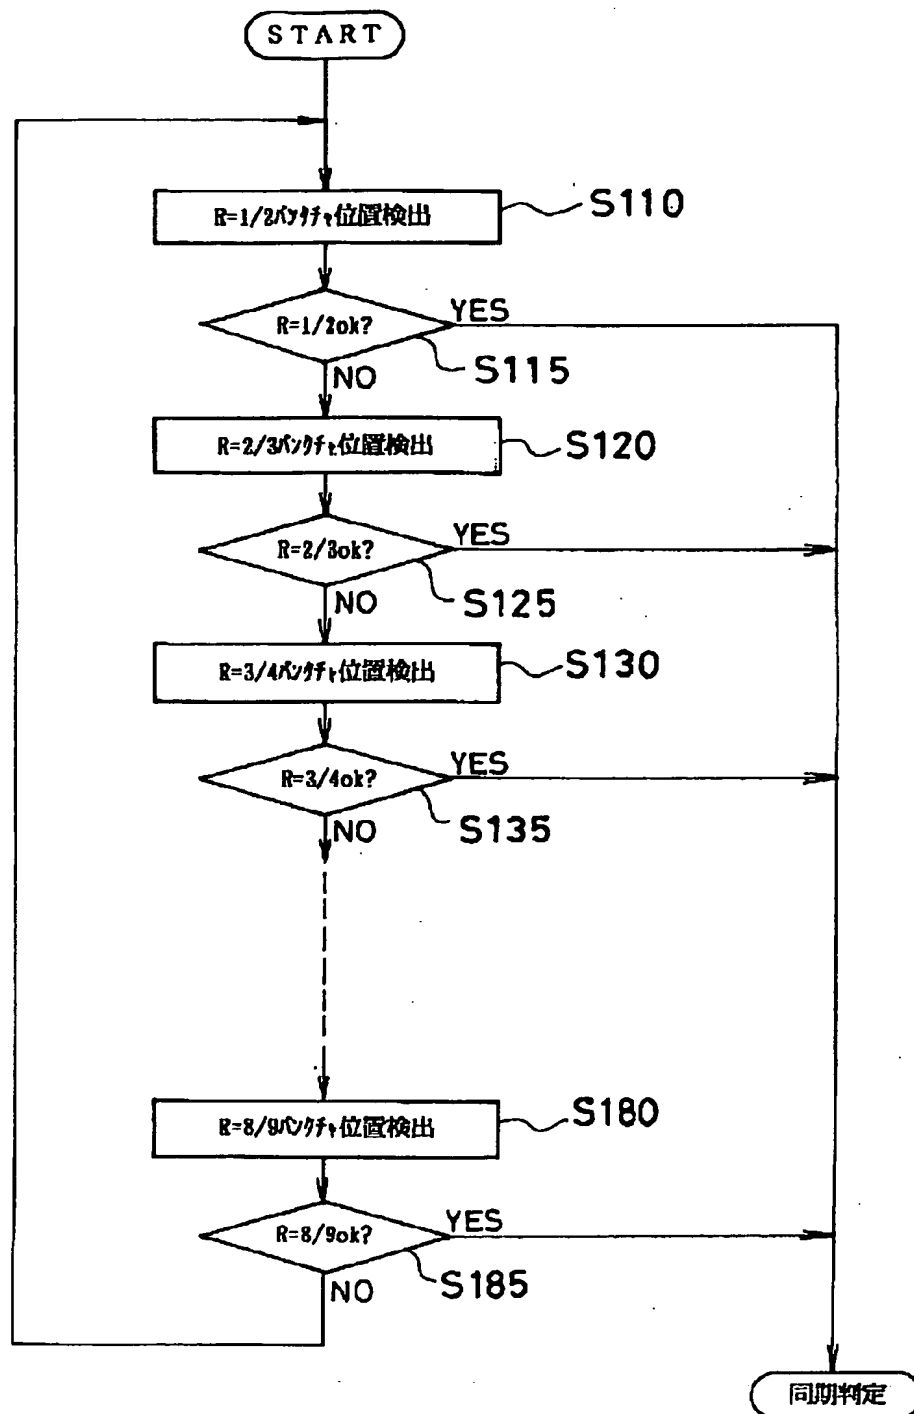 START
R=1/2パンクチャ位置検出
S110
R=1/2ok?
YES
S115
NO
R=2/3パンクチャ位置検出
S120
R=2/3ok?
YES
S125
NO
R=3/4パンクチャ位置検出
S130
R=3/4ok?
YES
S135
NO
R=8/9パンクチャ位置検出
S180
R=8/9ok?
YES
S185
NO
同期判定